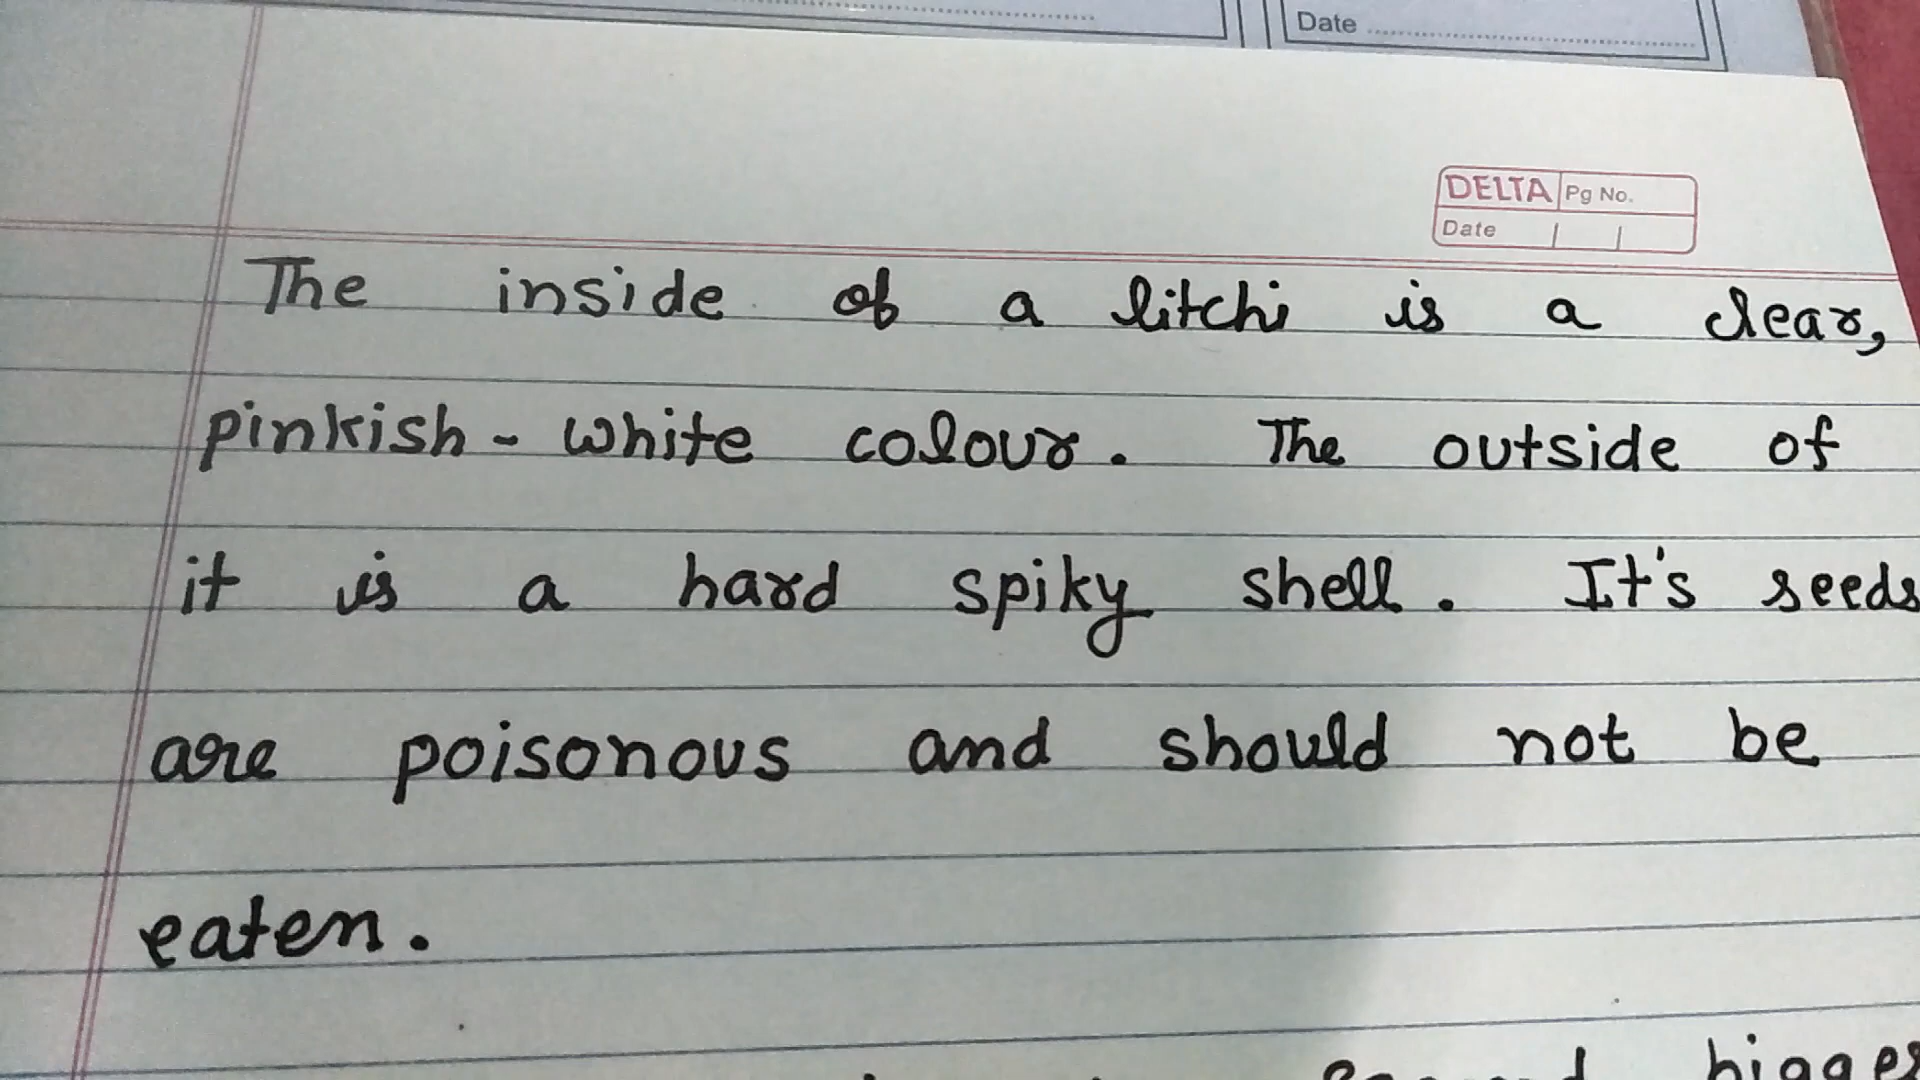 Date
DELTA Pg No.
Date
The inside of a litchi is a clear,
pinkish - white colour. The outside of
it is a hard spiky shell. It's seeds
are poisonous and should not be
eaten.